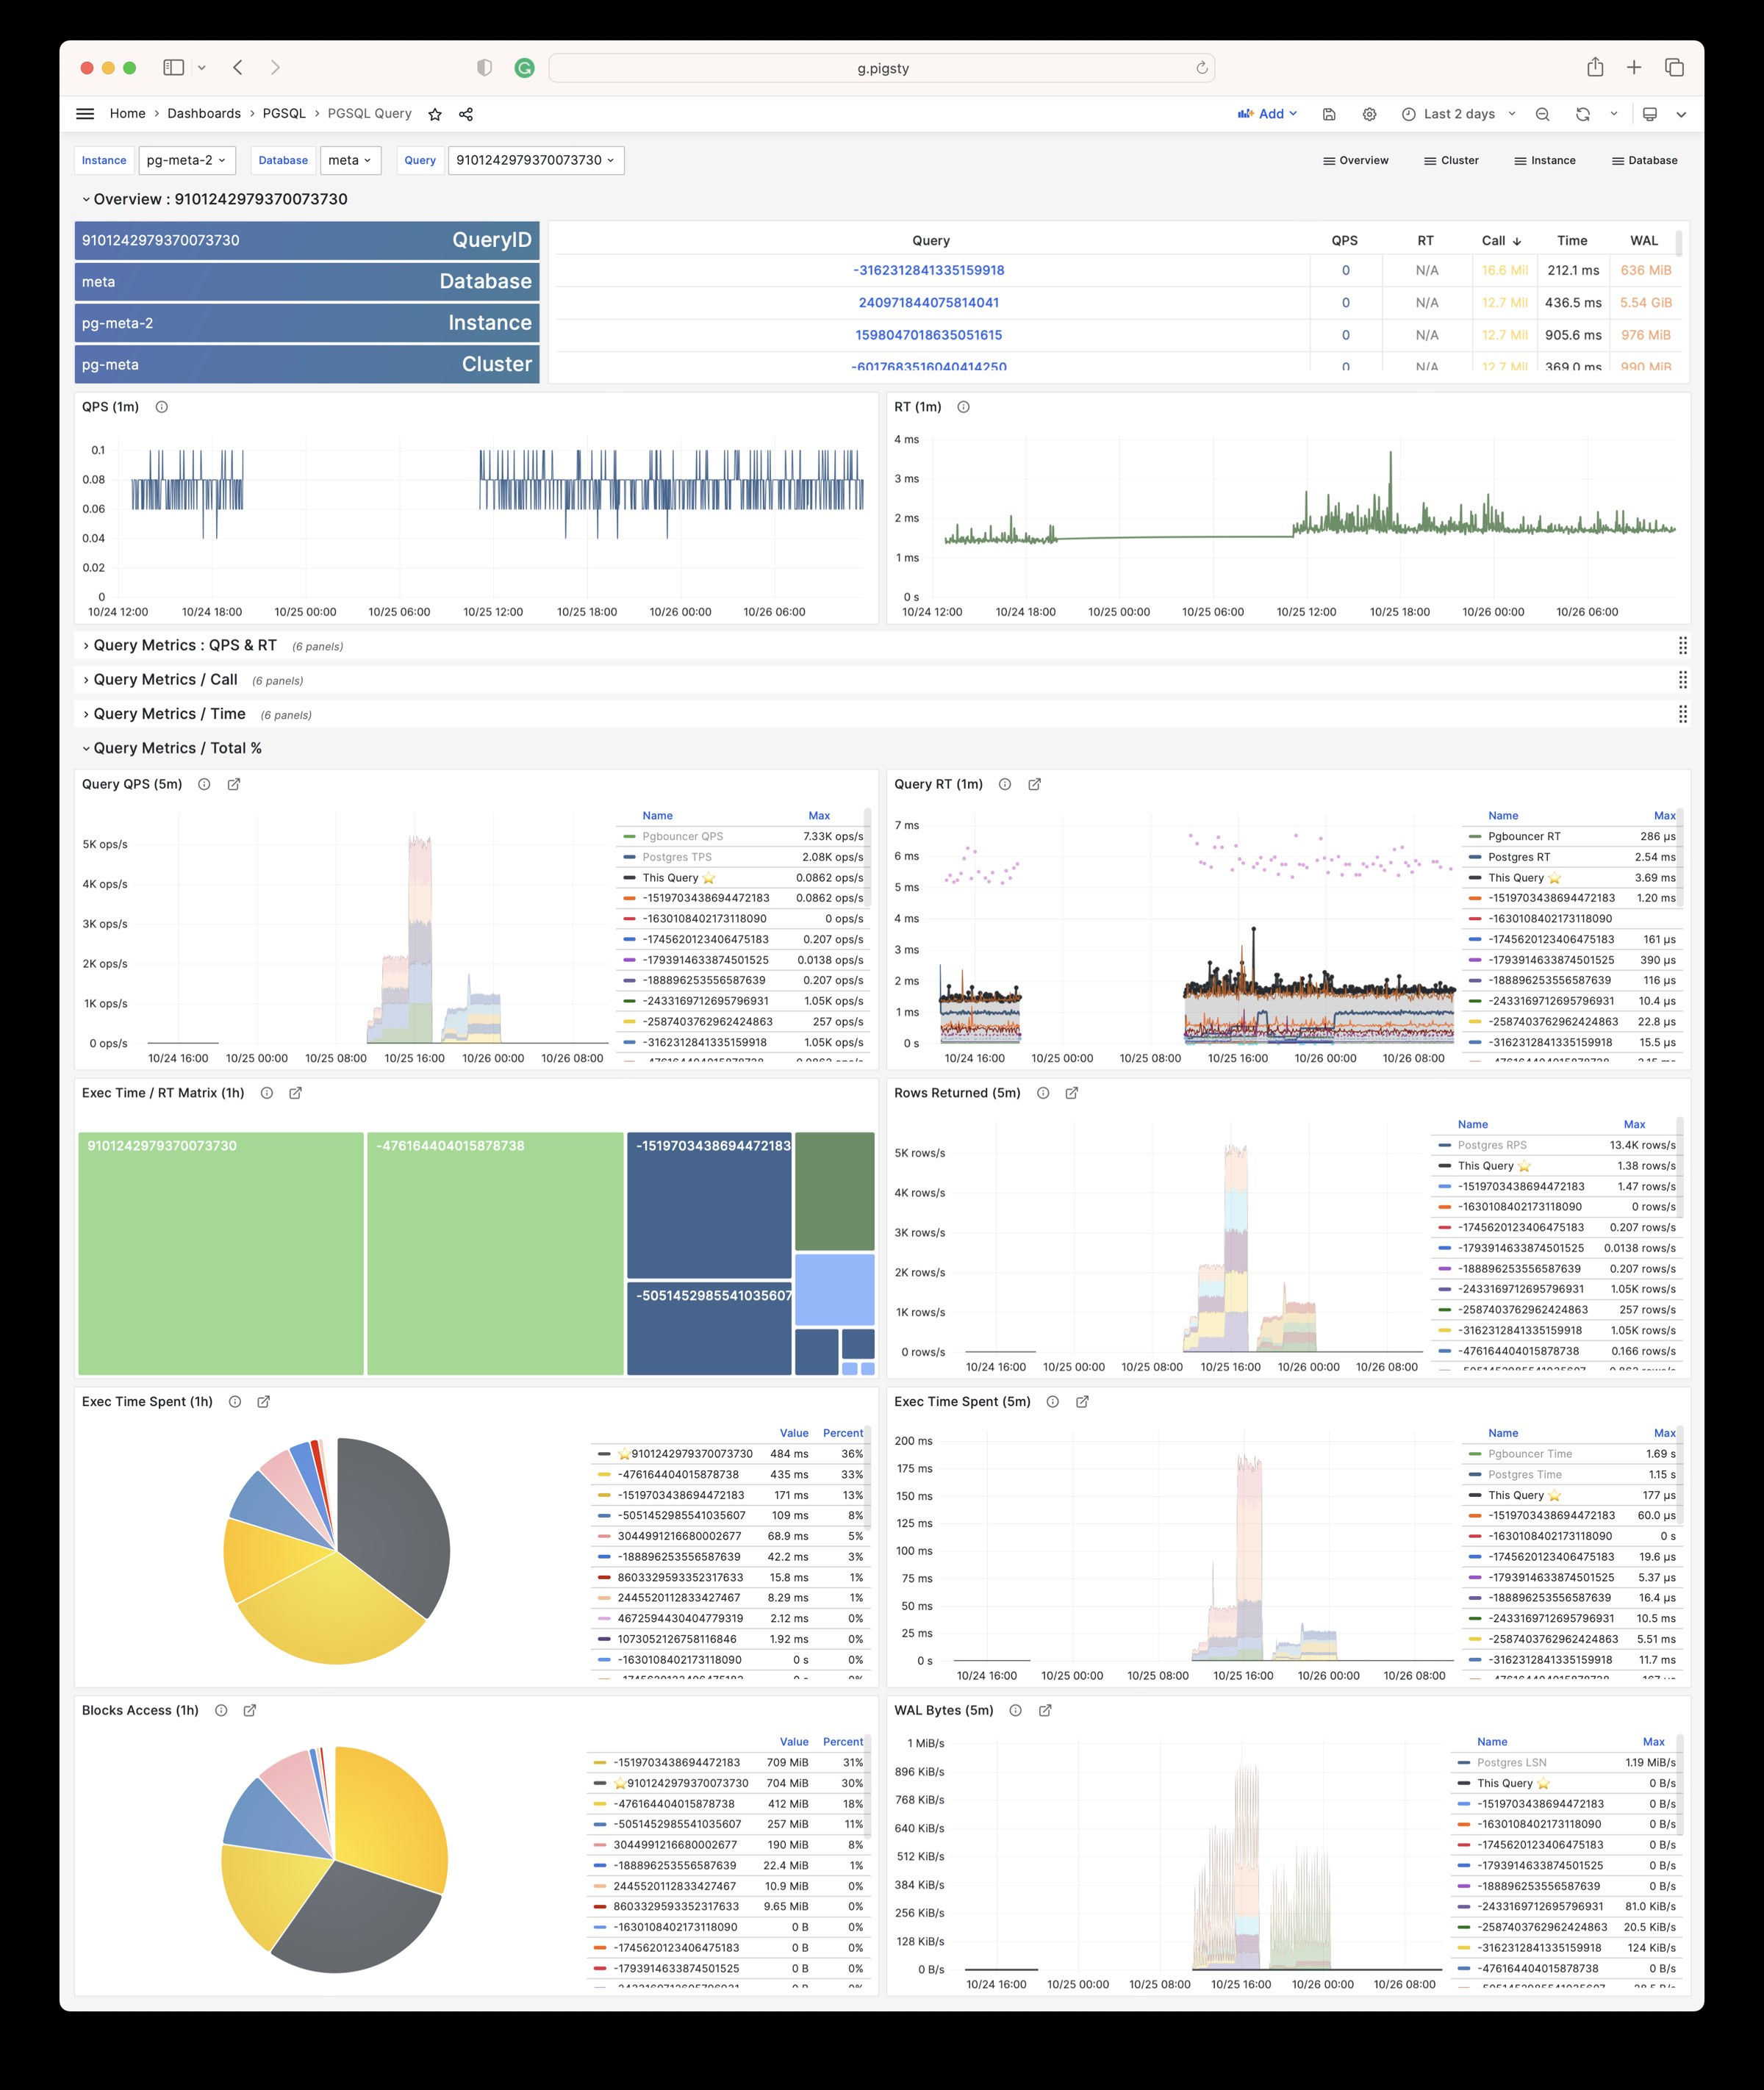 g.pigsty
Home › Dashboards › PGSQL › PGSQL Query
Add
Last 2 days
Instance pg-meta-2 Database meta Query 9101242979370073730
Overview Cluster Instance Database
Overview : 9101242979370073730
9101242979370073730 QueryID
meta Database
pg-meta-2 Instance
pg-meta Cluster
Query QPS RT Call Time WAL
-3162312841335159918 0 N/A 16.6 Mil 212.1 ms 636 MiB
240971844075814041 0 N/A 12.7 Mil 436.5 ms 5.54 GiB
1598047018635051615 0 N/A 12.7 Mil 905.6 ms 976 MiB
-6017683516040414250 0 N/A 12.7 Mil 369.0 ms 990 MiB
QPS (1m)
0.1
0.08
0.06
0.04
0.02
0
10/24 12:00 10/24 18:00 10/25 00:00 10/25 06:00 10/25 12:00 10/25 18:00 10/26 00:00 10/26 06:00
RT (1m)
4 ms
3 ms
2 ms
1 ms
0 s
10/24 12:00 10/24 18:00 10/25 00:00 10/25 06:00 10/25 12:00 10/25 18:00 10/26 00:00 10/26 06:00
Query Metrics : QPS & RT (6 panels)
Query Metrics / Call (6 panels)
Query Metrics / Time (6 panels)
Query Metrics / Total %
Query QPS (5m)
5K ops/s
4K ops/s
3K ops/s
2K ops/s
1K ops/s
0 ops/s
10/24 16:00 10/25 00:00 10/25 08:00 10/25 16:00 10/26 00:00 10/26 08:00
Name Max
Pgbouncer QPS 7.33K ops/s
Postgres TPS 2.08K ops/s
This Query ⭐ 0.0862 ops/s
-1519703438694472183 0.0862 ops/s
-1630108402173118090 0 ops/s
-1745620123406475183 0.207 ops/s
-1793914633874501525 0.0138 ops/s
-188896253556587639 0.207 ops/s
-2433169712695796931 1.05K ops/s
-2587403762962424863 257 ops/s
-3162312841335159918 1.05K ops/s
-476164404015878738 0.0862 ops/s
Query RT (1m)
7 ms
6 ms
5 ms
4 ms
3 ms
2 ms
1 ms
0 s
10/24 16:00 10/25 00:00 10/25 08:00 10/25 16:00 10/26 00:00 10/26 08:00
Name Max
Pgbouncer RT 286 µs
Postgres RT 2.54 ms
This Query ⭐ 3.69 ms
-1519703438694472183 1.20 ms
-1630108402173118090
-1745620123406475183 161 µs
-1793914633874501525 390 µs
-188896253556587639 116 µs
-2433169712695796931 10.4 µs
-2587403762962424863 22.8 µs
-3162312841335159918 15.5 µs
-476164404015878738
Exec Time / RT Matrix (1h)
9101242979370073730
-476164404015878738
-1519703438694472183
-5051452985541035607
Rows Returned (5m)
5K rows/s
4K rows/s
3K rows/s
2K rows/s
1K rows/s
0 rows/s
10/24 16:00 10/25 00:00 10/25 08:00 10/25 16:00 10/26 00:00 10/26 08:00
Name Max
Postgres RPS 13.4K rows/s
This Query ⭐ 1.38 rows/s
-1519703438694472183 1.47 rows/s
-1630108402173118090 0 rows/s
-1745620123406475183 0.207 rows/s
-1793914633874501525 0.0138 rows/s
-188896253556587639 0.207 rows/s
-2433169712695796931 1.05K rows/s
-2587403762962424863 257 rows/s
-3162312841335159918 1.05K rows/s
-476164404015878738 0.166 rows/s
Exec Time Spent (1h)
Value Percent
⭐9101242979370073730 484 ms 36%
-476164404015878738 435 ms 33%
-1519703438694472183 171 ms 13%
-5051452985541035607 109 ms 8%
3044991216680002677 68.9 ms 5%
-188896253556587639 42.2 ms 3%
8603329593352317633 15.8 ms 1%
2445520112833427467 8.29 ms 1%
4672594430404779319 2.12 ms 0%
1073052126758116846 1.92 ms 0%
-1630108402173118090 0 s 0%
-1745620123406475183 0 s 0%
Exec Time Spent (5m)
200 ms
175 ms
150 ms
125 ms
100 ms
75 ms
50 ms
25 ms
0 s
10/24 16:00 10/25 00:00 10/25 08:00 10/25 16:00 10/26 00:00 10/26 08:00
Name Max
Pgbouncer Time 1.69 s
Postgres Time 1.15 s
This Query ⭐ 177 µs
-1519703438694472183 60.0 µs
-1630108402173118090 0 s
-1745620123406475183 19.6 µs
-1793914633874501525 5.37 µs
-188896253556587639 16.4 µs
-2433169712695796931 10.5 ms
-2587403762962424863 5.51 ms
-3162312841335159918 11.7 ms
-476164404015878738 167 µs
Blocks Access (1h)
Value Percent
-1519703438694472183 709 MiB 31%
⭐9101242979370073730 704 MiB 30%
-476164404015878738 412 MiB 18%
-5051452985541035607 257 MiB 11%
3044991216680002677 190 MiB 8%
-188896253556587639 22.4 MiB 1%
2445520112833427467 10.9 MiB 0%
8603329593352317633 9.65 MiB 0%
-1630108402173118090 0 B 0%
-1745620123406475183 0 B 0%
-1793914633874501525 0 B 0%
-2433169712695796931 0 B 0%
WAL Bytes (5m)
1 MiB/s
896 KiB/s
768 KiB/s
640 KiB/s
512 KiB/s
384 KiB/s
256 KiB/s
128 KiB/s
0 B/s
10/24 16:00 10/25 00:00 10/25 08:00 10/25 16:00 10/26 00:00 10/26 08:00
Name Max
Postgres LSN 1.19 MiB/s
This Query ⭐ 0 B/s
-1519703438694472183 0 B/s
-1630108402173118090 0 B/s
-1745620123406475183 0 B/s
-1793914633874501525 0 B/s
-188896253556587639 0 B/s
-2433169712695796931 81.0 KiB/s
-2587403762962424863 20.5 KiB/s
-3162312841335159918 124 KiB/s
-476164404015878738 0 B/s